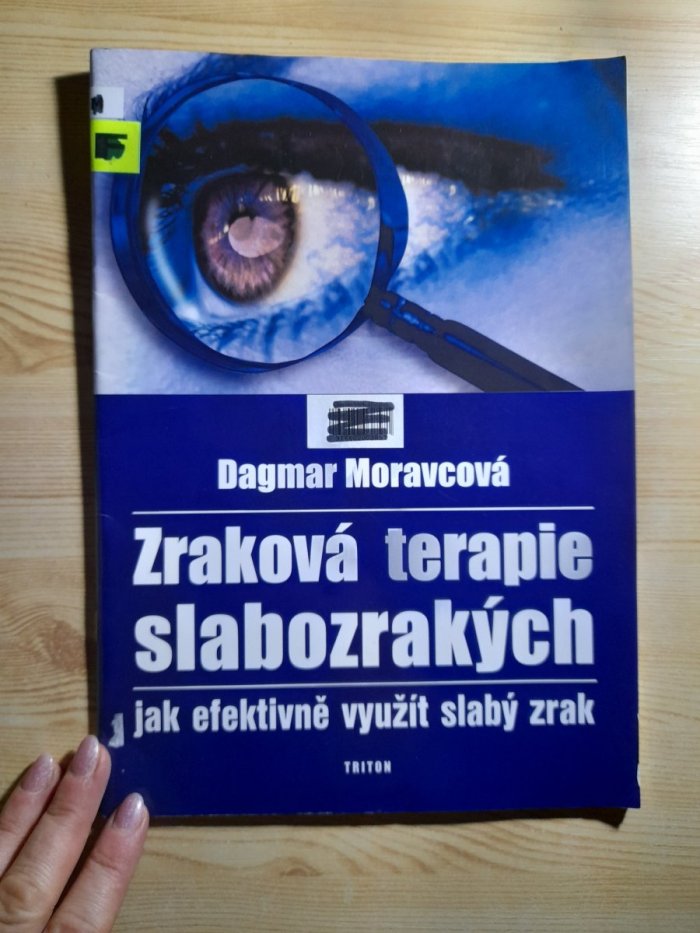 Dagmar Moravcová
Zraková terapie
slabozrakých
jak efektivně využít slabý zrak
TRITON